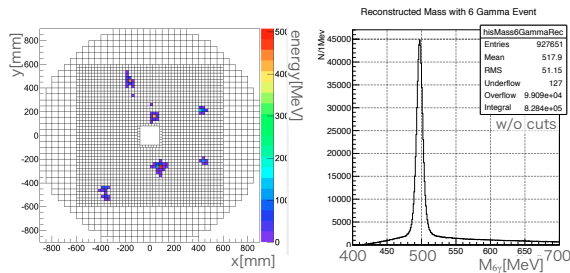 y[mm]
800
600
400
200
0
-200
-400
-600
-800
-800 -600 -400 -200 0 200 400 600 800
x[mm]
energy[MeV]
500
400
300
200
100
0
Reconstructed Mass with 6 Gamma Event
N/1MeV
45000
40000
35000
30000
25000
20000
15000
10000
5000
0
400 450 500 550 600 650 700
M6γ[MeV]
hisMass6GammaRec
Entries 927651
Mean 517.9
RMS 51.15
Underflow 127
Overflow 9.909e+04
Integral 8.284e+05
w/o cuts